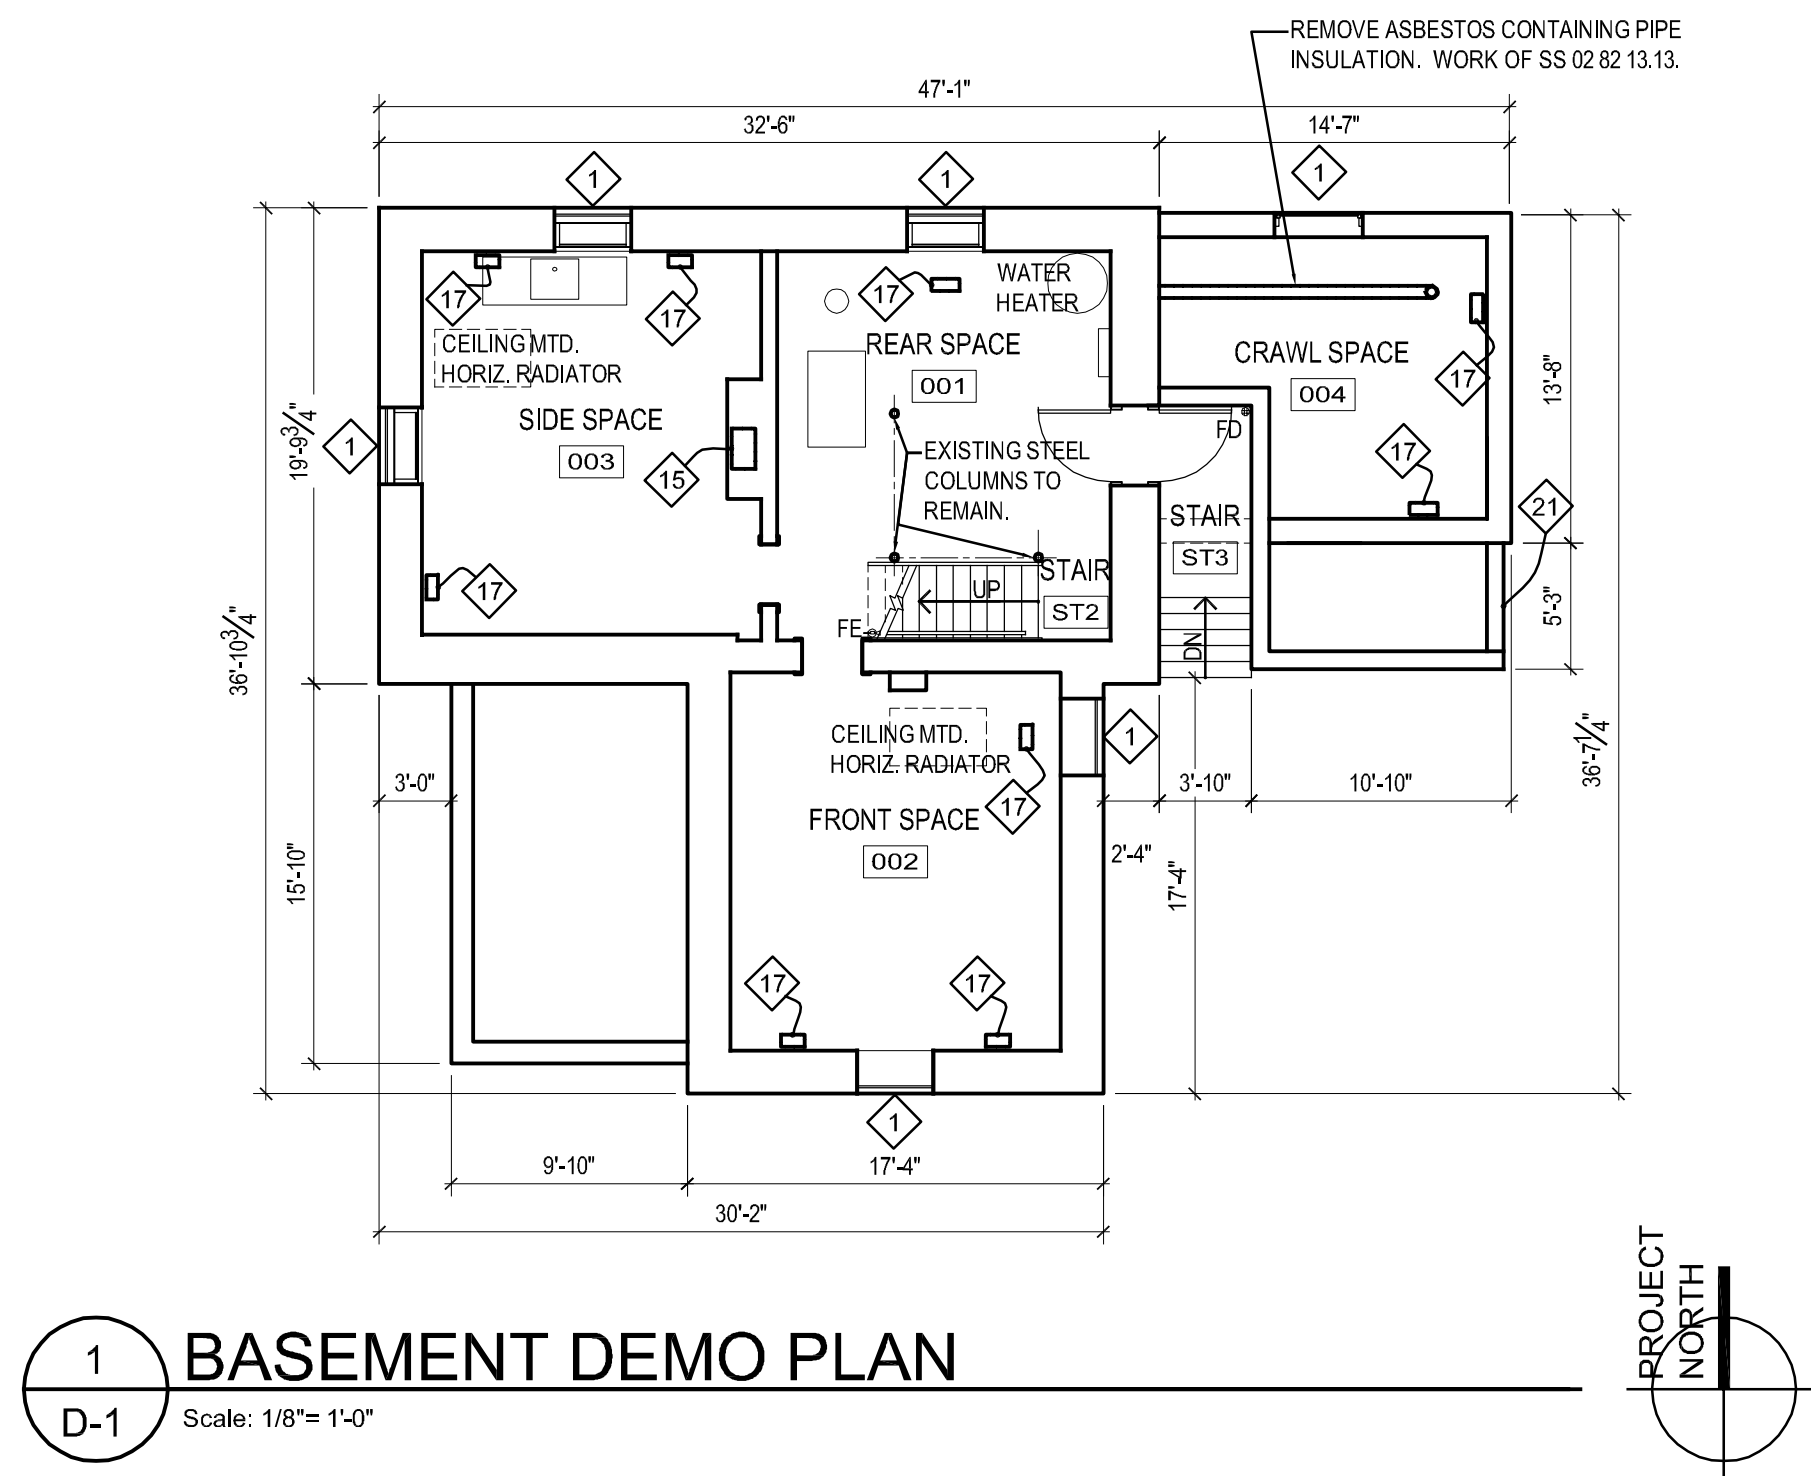 REMOVE ASBESTOS CONTAINING PIPE
INSULATION. WORK OF SS 02 82 13.13.
47'-1"
32'-6"
14'-7"
1
1
1
17
17
17
WATER
HEATER
CEILING MTD.
HORIZ. RADIATOR
REAR SPACE
001
CRAWL SPACE
004
17
13'-8"
19'-9 3/4"
1
SIDE SPACE
003
15
FD
EXISTING STEEL
COLUMNS TO
REMAIN.
17
21
STAIR
ST3
STAIR
ST2
UP
17
FE
DN
5'-3"
36'-10 3/4"
36'-7 1/4"
CEILING MTD.
HORIZ. RADIATOR
1
17
3'-0"
3'-10"
10'-10"
FRONT SPACE
002
2'-4"
15'-10"
17'-4"
17
17
1
9'-10"
17'-4"
30'-2"
PROJECT
NORTH
1
D-1
BASEMENT DEMO PLAN
Scale: 1/8"= 1'-0"